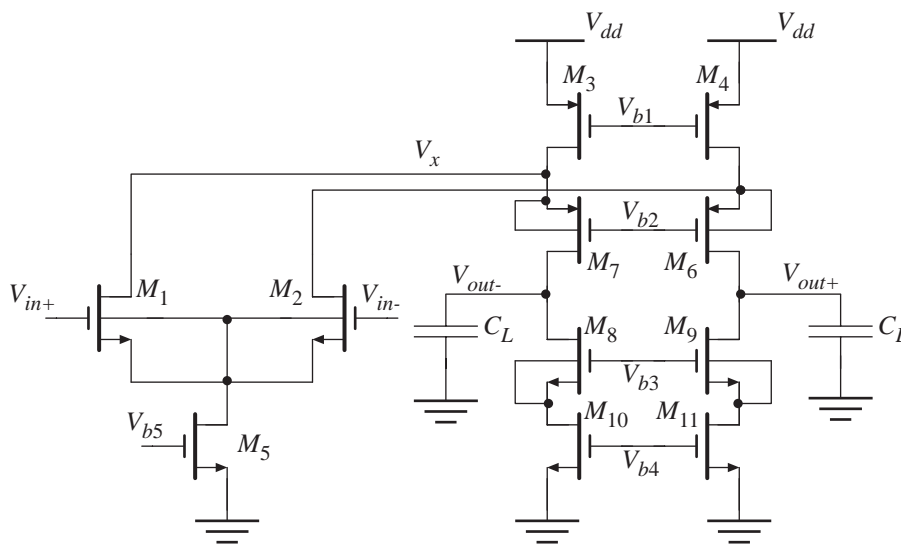 V_dd V_dd
M_3 M_4
V_b1
V_x
V_b2
M_7 M_6
V_in+ M_1 M_2 V_in- V_out- V_out+
C_L M_8 M_9 C_L
V_b3
V_b5 M_5 M_10 M_11
V_b4